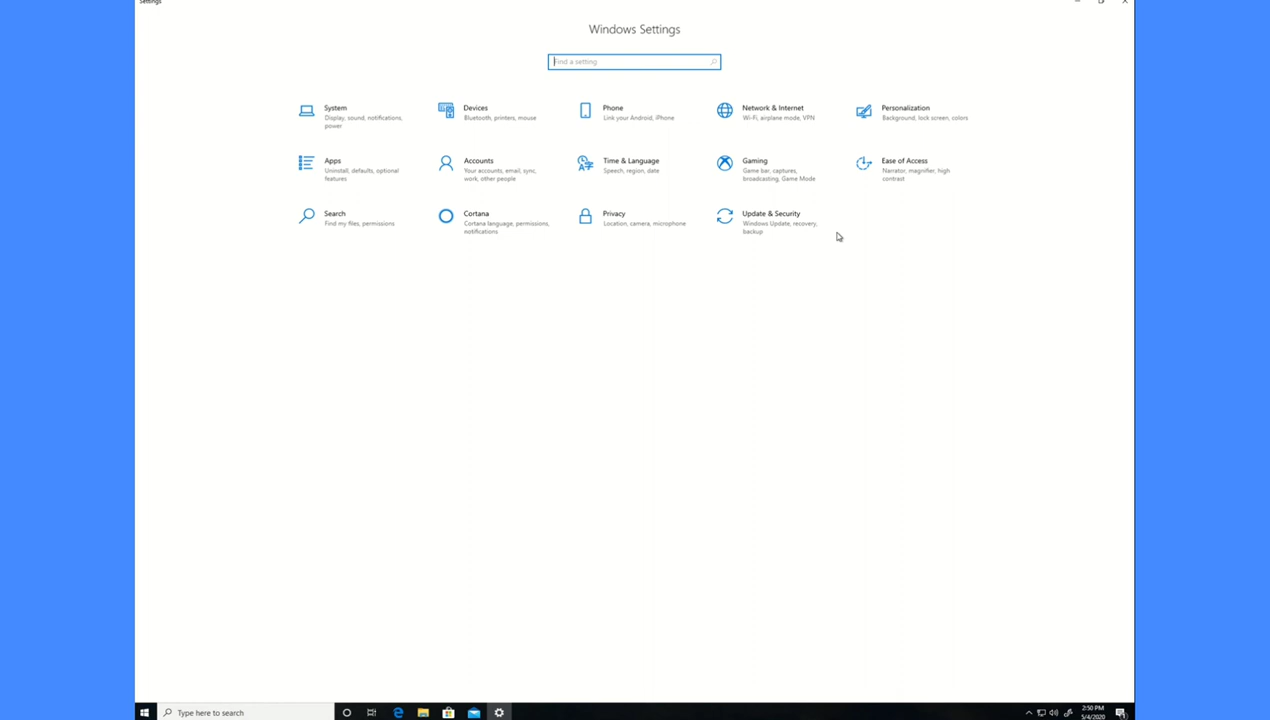 Settings
Windows Settings
Find a setting
System
Display, sound, notifications,
power
Devices
Bluetooth, printers, mouse
Phone
Link your Android, iPhone
Network & Internet
Wi-Fi, airplane mode, VPN
Personalization
Background, lock screen, colors
Apps
Uninstall, defaults, optional
features
Accounts
Your accounts, email, sync,
work, other people
Time & Language
Speech, region, date
Gaming
Game bar, captures,
broadcasting, Game Mode
Ease of Access
Narrator, magnifier, high
contrast
Search
Find my files, permissions
Cortana
Cortana language, permissions,
notifications
Privacy
Location, camera, microphone
Update & Security
Windows Update, recovery,
backup
Type here to search
2:50 PM
5/4/2020